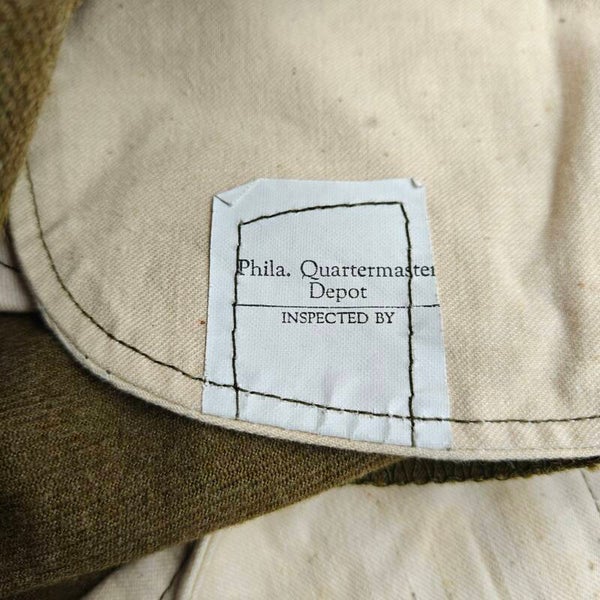 Phila. Quartermaster
Depot
INSPECTED BY